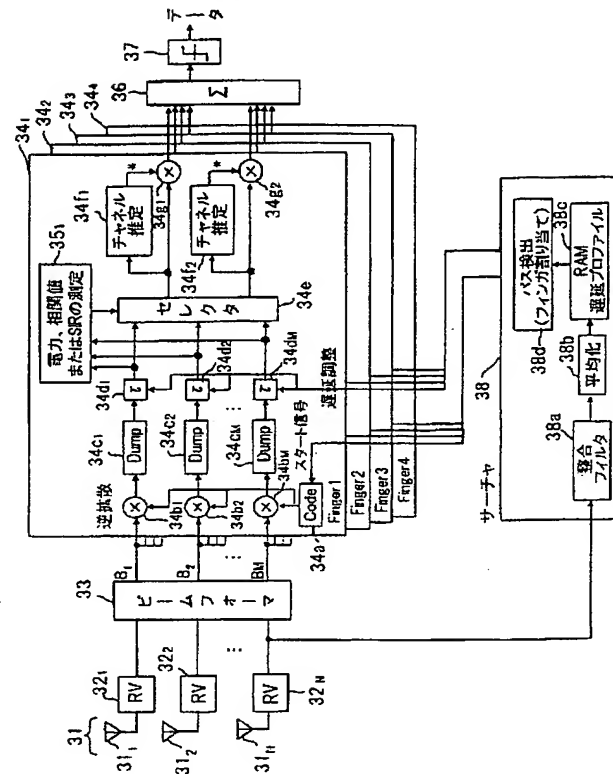 31
31₁
31₂
31N
32₁
RV
32₂
RV
⋮
32N
RV
33
ビームフォーマ
B₁
B₂
⋯
BM
逆拡散
34b₁
34b₂
34bM
34c₁
Dump
34c₂
Dump
34cM
Dump
⋮
34d₁
34d₂
34dM
τ
τ
τ
スタート信号
遅延調整
Code
34a
35₁
電力、相関値
またはSIRの測定
セレクタ
34e
34f₁
チャネル
推定
34f₂
チャネル
推定
*
*
34g₁
34g₂
34₁
34₂
34₃
34₄
Finger1
Finger2
Finger3
Finger4
36
Σ
37
データ
38
サーチャ
38a
整合
フィルタ
38b
平均化
38c
RAM
遅延プロファイル
38d
パス検出
(フィンガ割り当て)